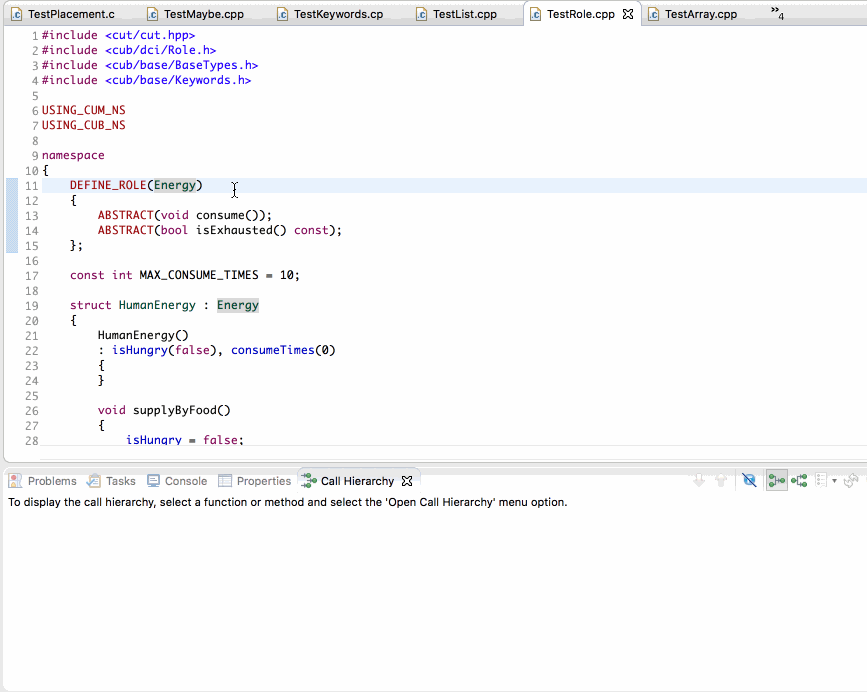 TestPlacement.c TestMaybe.cpp TestKeywords.cp TestList.cpp TestRole.cpp TestArray.cpp »4
1 #include <cut/cut.hpp>
2 #include <cub/dci/Role.h>
3 #include <cub/base/BaseTypes.h>
4 #include <cub/base/Keywords.h>
5
6 USING_CUM_NS
7 USING_CUB_NS
8
9 namespace
10 {
11 DEFINE_ROLE(Energy)
12 {
13 ABSTRACT(void consume());
14 ABSTRACT(bool isExhausted() const);
15 };
16
17 const int MAX_CONSUME_TIMES = 10;
18
19 struct HumanEnergy : Energy
20 {
21 HumanEnergy()
22 : isHungry(false), consumeTimes(0)
23 {
24 }
25
26 void supplyByFood()
27 {
28 isHungry = false;
Problems Tasks Console Properties Call Hierarchy
To display the call hierarchy, select a function or method and select the 'Open Call Hierarchy' menu option.